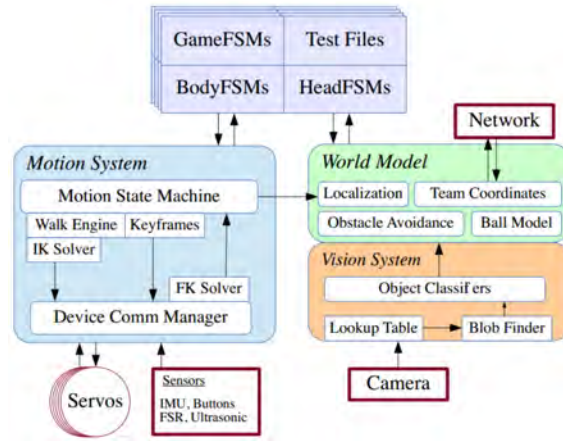 GameFSMs
Test Files
BodyFSMs
HeadFSMs
Network
Motion System
Motion State Machine
Walk Engine
Keyframes
IK Solver
FK Solver
Device Comm Manager
World Model
Localization
Team Coordinates
Obstacle Avoidance
Ball Model
Vision System
Object Classifers
Lookup Table
Blob Finder
Servos
Sensors
IMU, Buttons
FSR, Ultrasonic
Camera